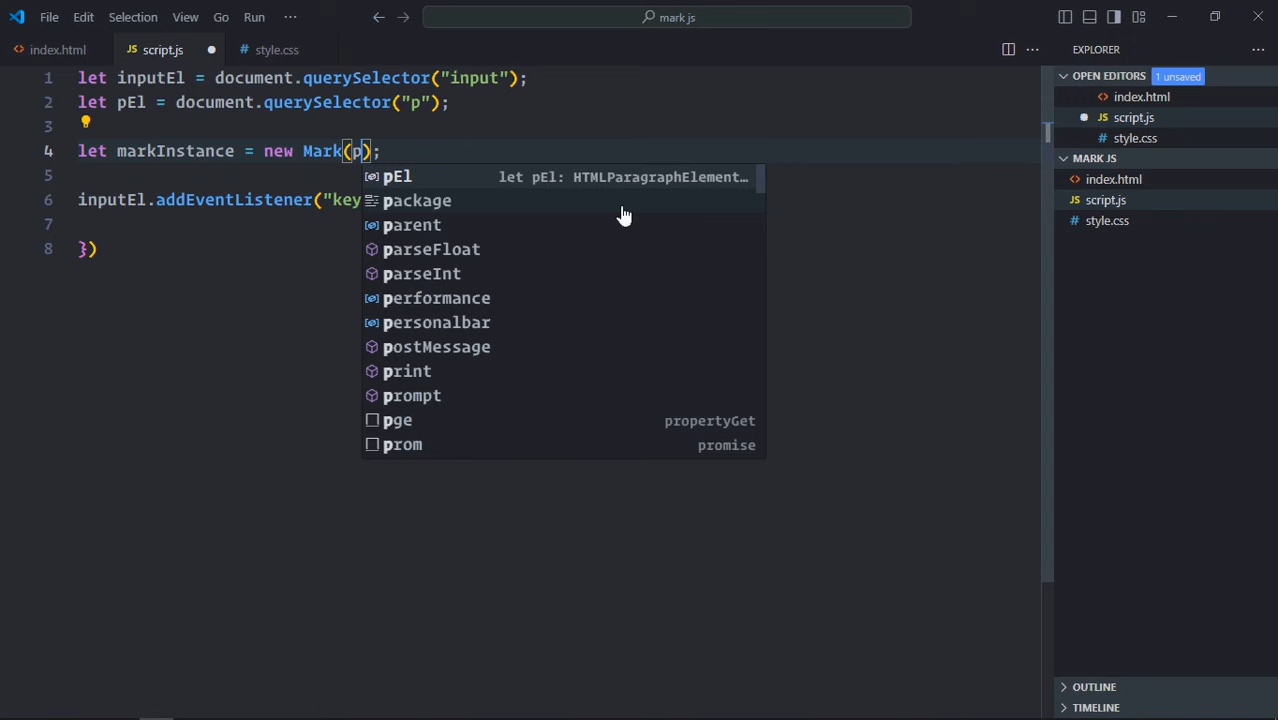 File Edit Selection View Go Run ··· mark js
index.html JS script.js # style.css ··· EXPLORER ···
1 let inputEl = document.querySelector("input");
2 let pEl = document.querySelector("p");
3
4 let markInstance = new Mark(p);
5
6 inputEl.addEventListener("key
7
8 })
pEl let pEl: HTMLParagraphElement…
package
parent
parseFloat
parseInt
performance
personalbar
postMessage
print
prompt
pge propertyGet
prom promise
OPEN EDITORS 1 unsaved
index.html
JS script.js
# style.css
MARK JS
index.html
JS script.js
# style.css
OUTLINE
TIMELINE